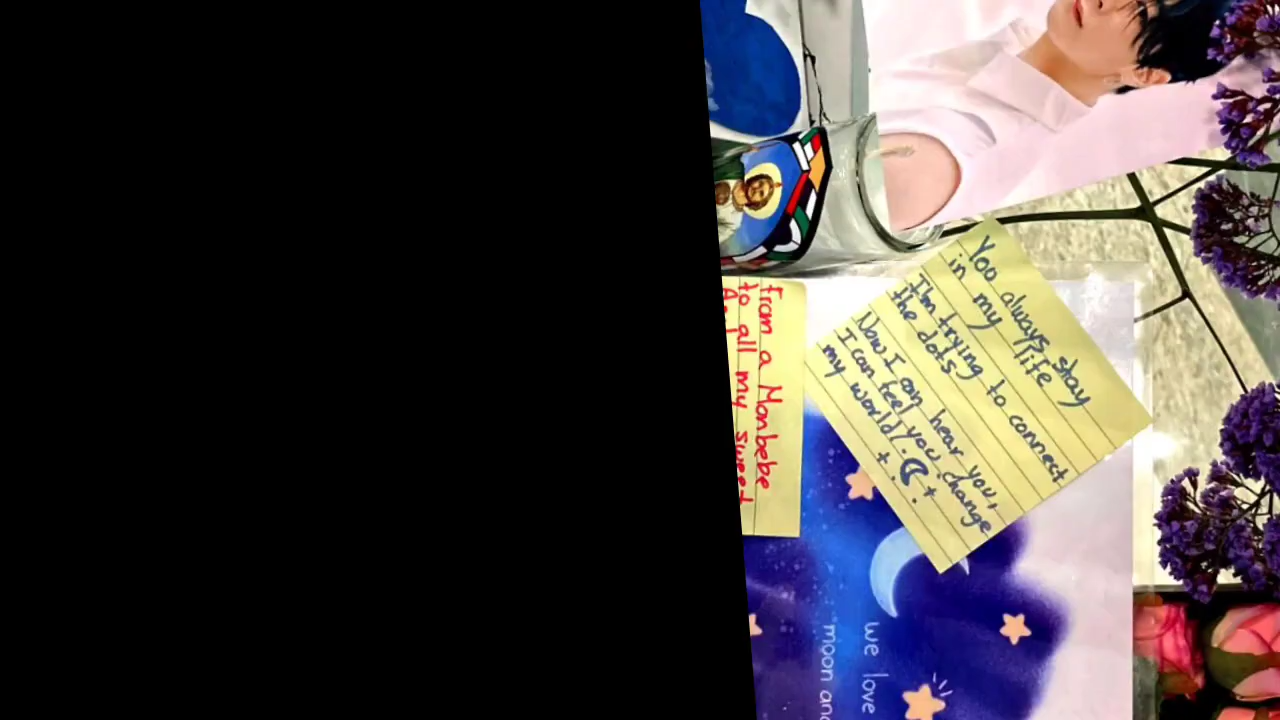 You always stay
in my life
I'm trying to connect
the dots
Now I can hear you,
I can feel you change
my world!
from a Monbebe
to all my sweet
we love
moon and